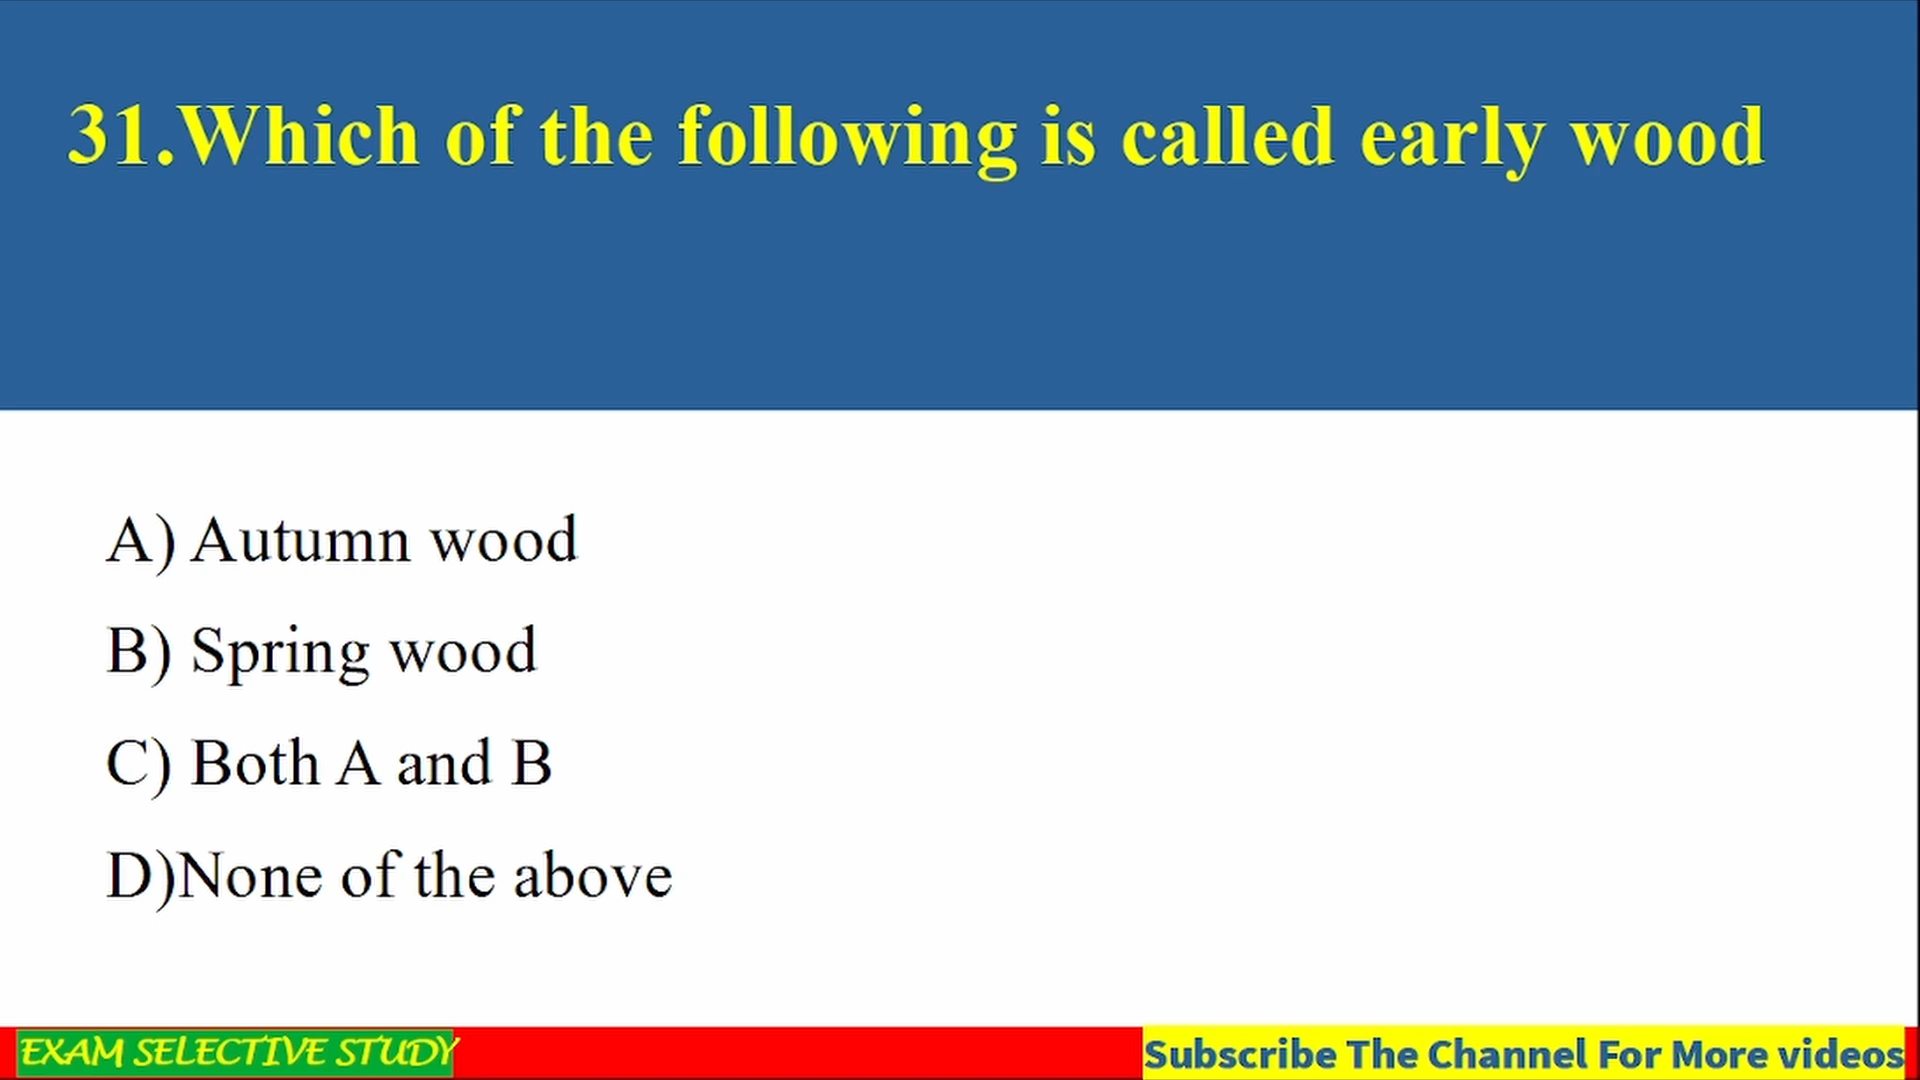 31.Which of the following is called early wood
A) Autumn wood
B) Spring wood
C) Both A and B
D)None of the above
EXAM SELECTIVE STUDY
Subscribe The Channel For More videos